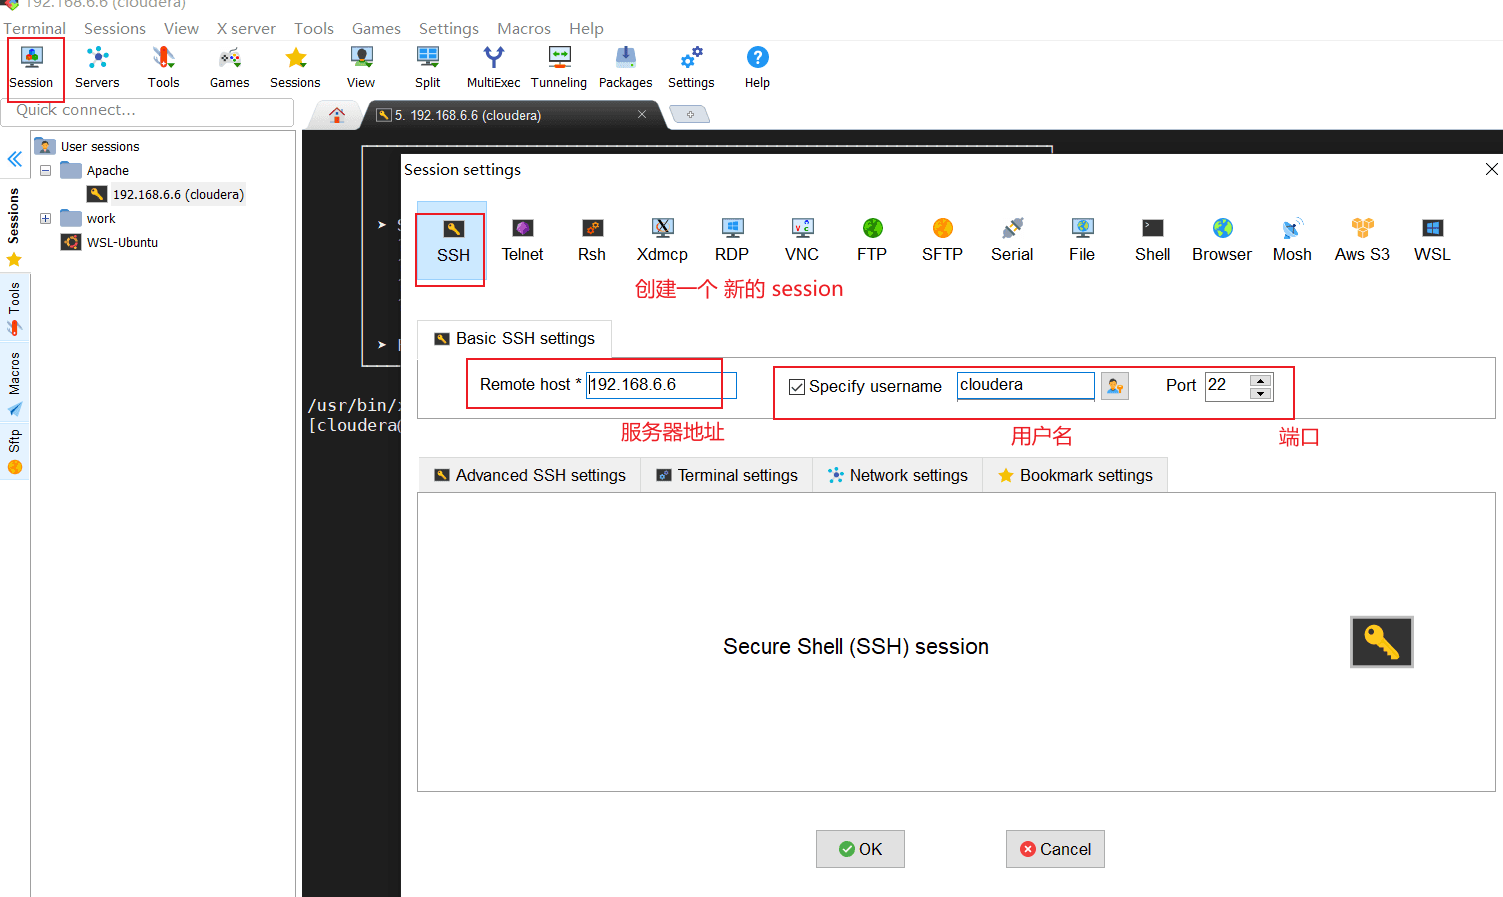 192.168.6.6 (cloudera)
Terminal Sessions View X server Tools Games Settings Macros Help
Session Servers Tools Games Sessions View Split MultiExec Tunneling Packages Settings Help
Quick connect...
5. 192.168.6.6 (cloudera)
User sessions
Apache
192.168.6.6 (cloudera)
work
WSL-Ubuntu
Sessions
Tools
Macros
Sftp
/usr/bin/
[cloudera@
Session settings
SSH Telnet Rsh Xdmcp RDP VNC FTP SFTP Serial File Shell Browser Mosh Aws S3 WSL
创建一个 新的 session
Basic SSH settings
Remote host * 192.168.6.6 Specify username cloudera Port 22
服务器地址 用户名 端口
Advanced SSH settings Terminal settings Network settings Bookmark settings
Secure Shell (SSH) session
OK Cancel